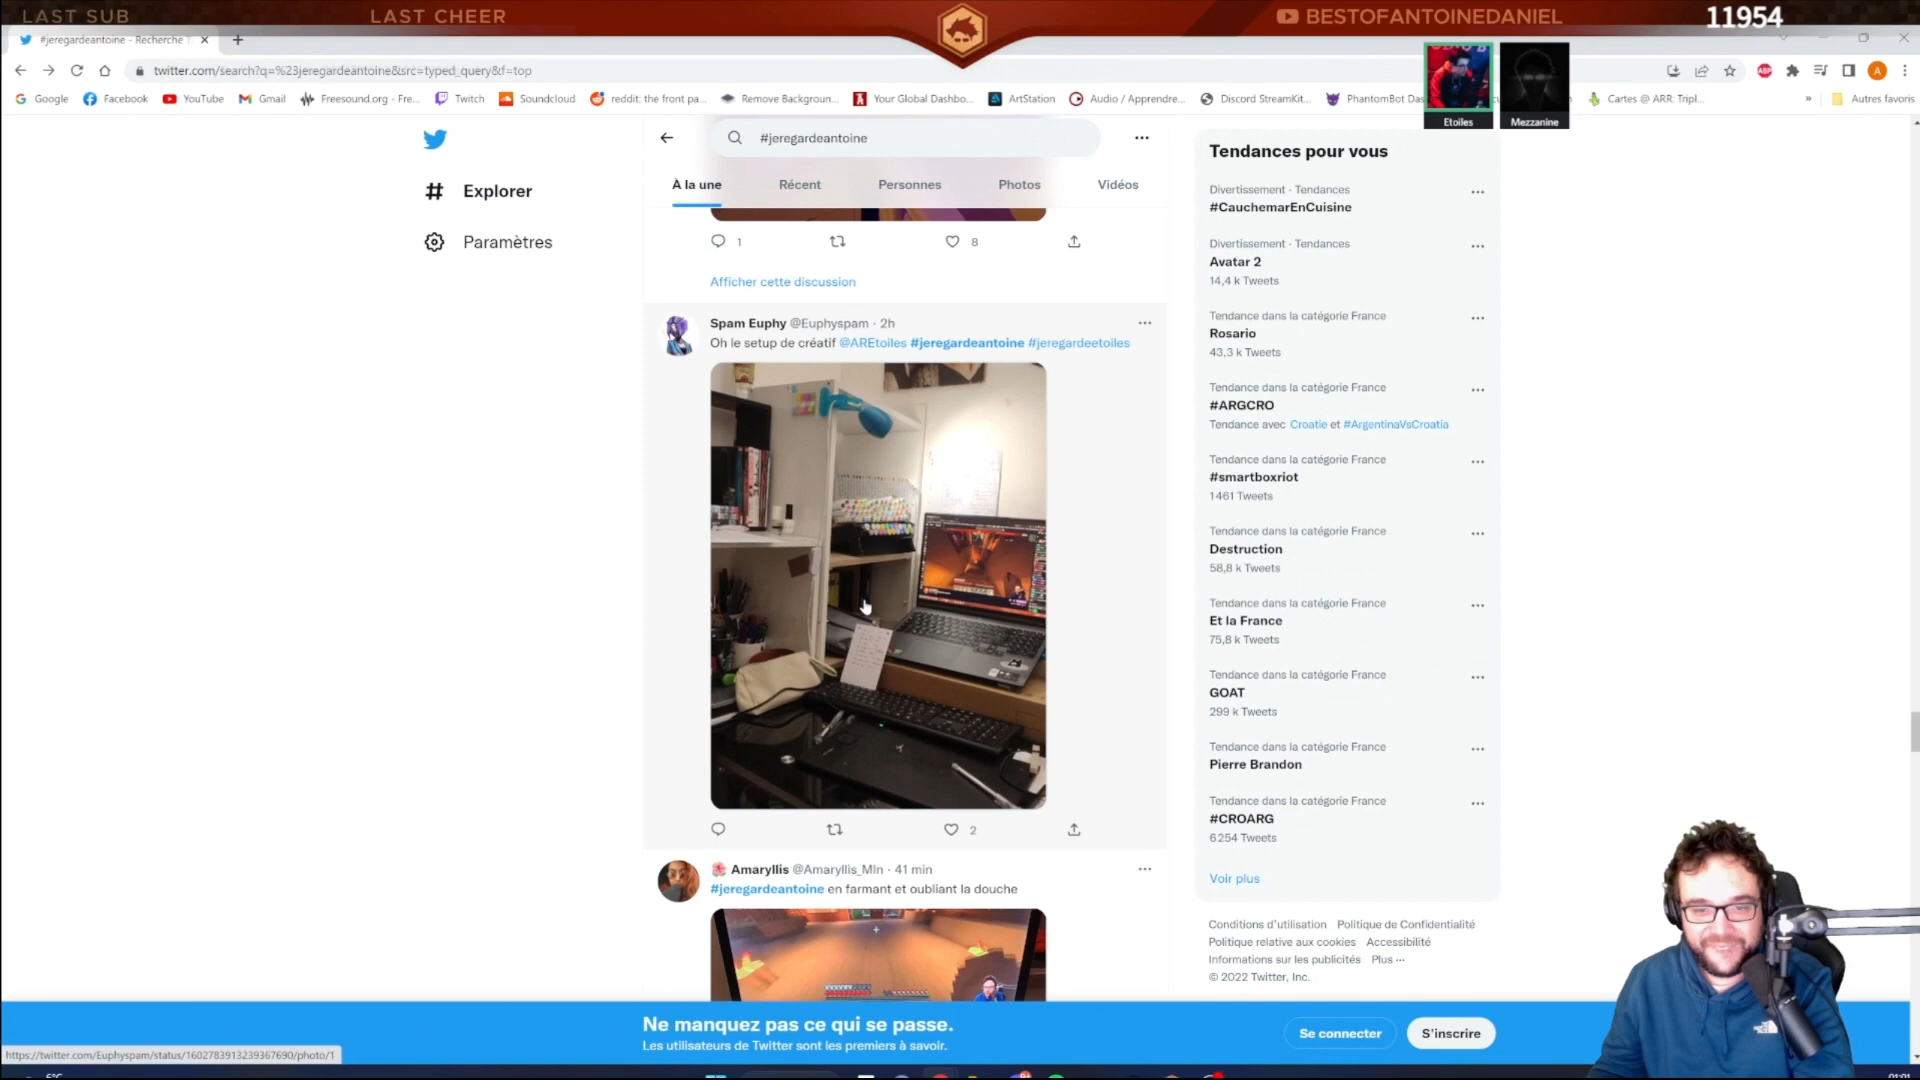 LAST SUB
LAST CHEER
BESTOFANTOINEDANIEL
11954
#jeregardeantoine - Recherche T
twitter.com/search?q=%23jeregardeantoine&src=typed_query&f=top
Google
Facebook
YouTube
Gmail
Freesound.org - Fre...
Twitch
Soundcloud
reddit: the front pa...
Remove Backgroun...
Your Global Dashbo...
ArtStation
Audio / Apprendre...
Discord StreamKit...
PhantomBot Das
Cartes @ ARR: Tripl...
Autres favoris
Etoiles
Mezzanine
Explorer
Paramètres
#jeregardeantoine
À la une
Récent
Personnes
Photos
Vidéos
1
8
Afficher cette discussion
Spam Euphy @Euphyspam · 2h
Oh le setup de créatif @AREtoiles #jeregardeantoine #jeregardeetoiles
2
Amaryllis @Amaryllis_Mln · 41 min
#jeregardeantoine en farmant et oubliant la douche
Tendances pour vous
Divertissement · Tendances
#CauchemarEnCuisine
Divertissement · Tendances
Avatar 2
14,4 k Tweets
Tendance dans la catégorie France
Rosario
43,3 k Tweets
Tendance dans la catégorie France
#ARGCRO
Tendance avec Croatie et #ArgentinaVsCroatia
Tendance dans la catégorie France
#smartboxriot
1 461 Tweets
Tendance dans la catégorie France
Destruction
58,8 k Tweets
Tendance dans la catégorie France
Et la France
75,8 k Tweets
Tendance dans la catégorie France
GOAT
299 k Tweets
Tendance dans la catégorie France
Pierre Brandon
Tendance dans la catégorie France
#CROARG
6 254 Tweets
Voir plus
Conditions d'utilisation Politique de Confidentialité
Politique relative aux cookies Accessibilité
Informations sur les publicités Plus ···
© 2022 Twitter, Inc.
Ne manquez pas ce qui se passe.
Les utilisateurs de Twitter sont les premiers à savoir.
Se connecter
S'inscrire
https://twitter.com/Euphyspam/status/1602783913239367690/photo/1